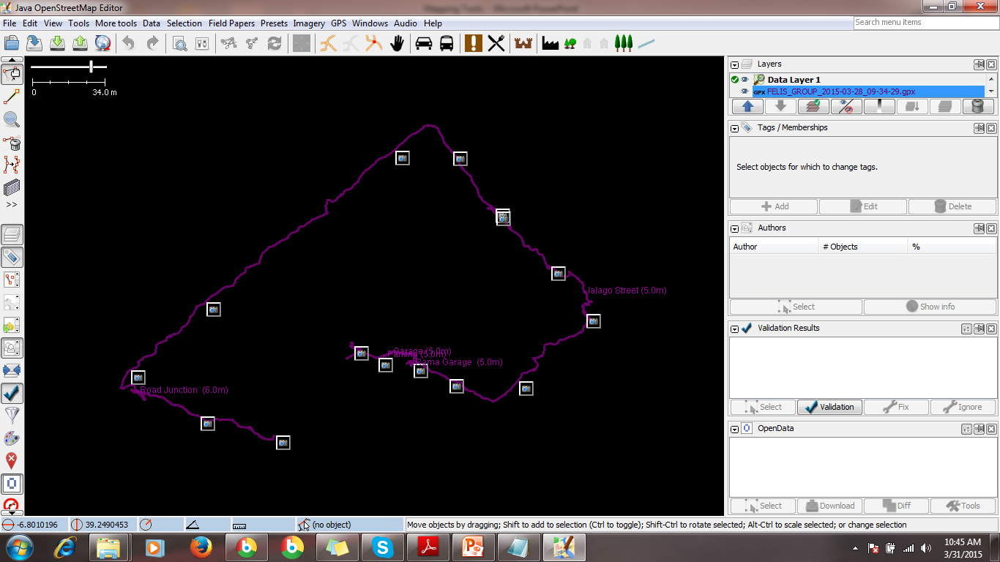 Java OpenStreetMap Editor
Mapping Tools - Microsoft PowerPoint
File Edit View Tools More tools Data Selection Field Papers Presets Imagery GPS Windows Audio Help
Search menu items
0 34.0 m
Layers
Data Layer 1
GPX FELIS_GROUP_2015-03-28_09-34-29.gpx
Tags / Memberships
Select objects for which to change tags.
Add Edit Delete
Authors
Author # Objects %
Select Show info
Validation Results
Select Validation Fix Ignore
OpenData
Select Download Diff Tools
>>
Ialago Street (6.0m)
Garage (5.0m)
Parking (5.0m)
Rama Garage (6.0m)
Road Junction (6.0m)
-6.8010196 39.2490453 (no object) Move objects by dragging; Shift to add to selection (Ctrl to toggle); Shift-Ctrl to rotate selected; Alt-Ctrl to scale selected; or change selection
10:45 AM
3/31/2015